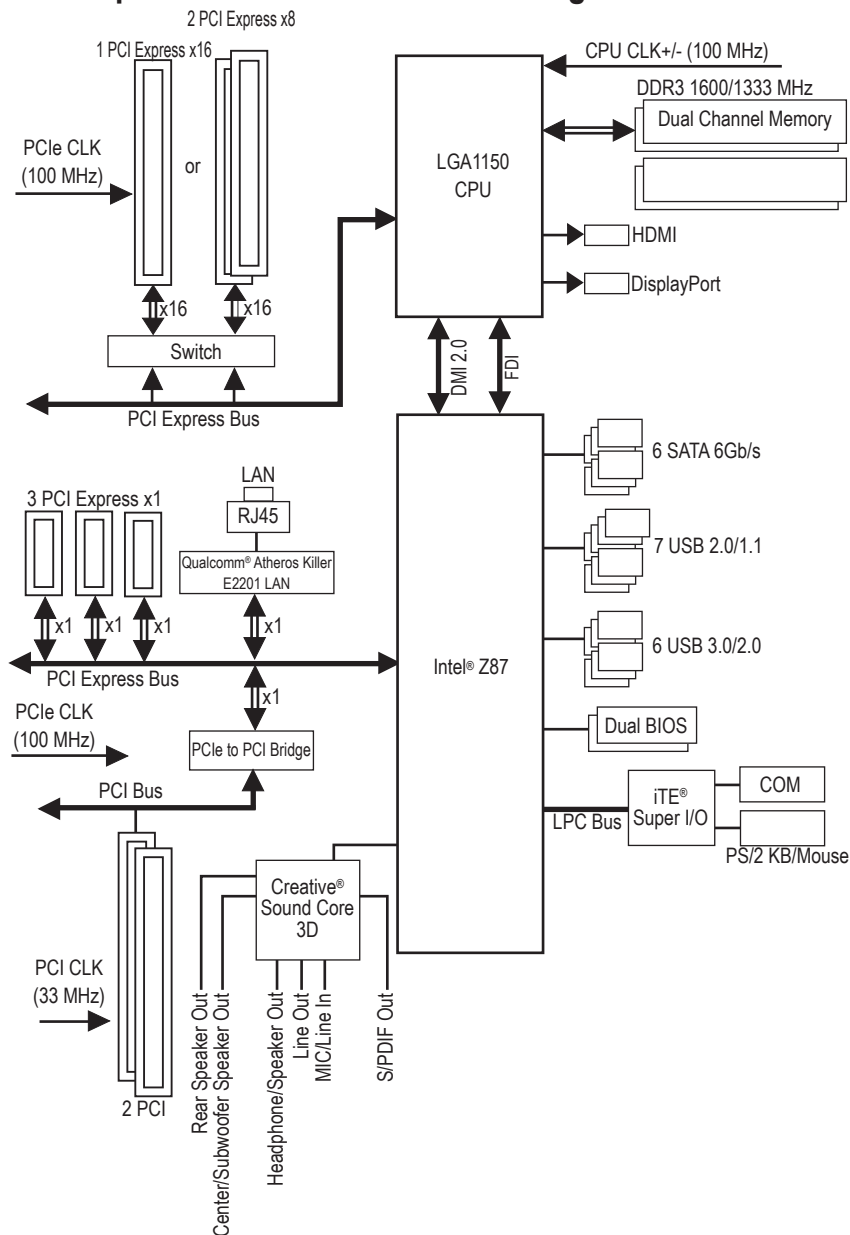 2 PCI Express x8
1 PCI Express x16
CPU CLK+/- (100 MHz)
DDR3 1600/1333 MHz
Dual Channel Memory
PCIe CLK
(100 MHz)
or
LGA1150
CPU
HDMI
DisplayPort
x16
x16
Switch
DMI 2.0
FDI
PCI Express Bus
6 SATA 6Gb/s
LAN
RJ45
3 PCI Express x1
Qualcomm® Atheros Killer
E2201 LAN
7 USB 2.0/1.1
x1
x1
x1
x1
6 USB 3.0/2.0
Intel® Z87
PCI Express Bus
x1
PCIe CLK
(100 MHz)
PCIe to PCI Bridge
Dual BIOS
PCI Bus
iTE®
Super I/O
COM
LPC Bus
PS/2 KB/Mouse
Creative®
Sound Core
3D
PCI CLK
(33 MHz)
Rear Speaker Out
Center/Subwoofer Speaker Out
Headphone/Speaker Out
Line Out
MIC/Line In
S/PDIF Out
2 PCI